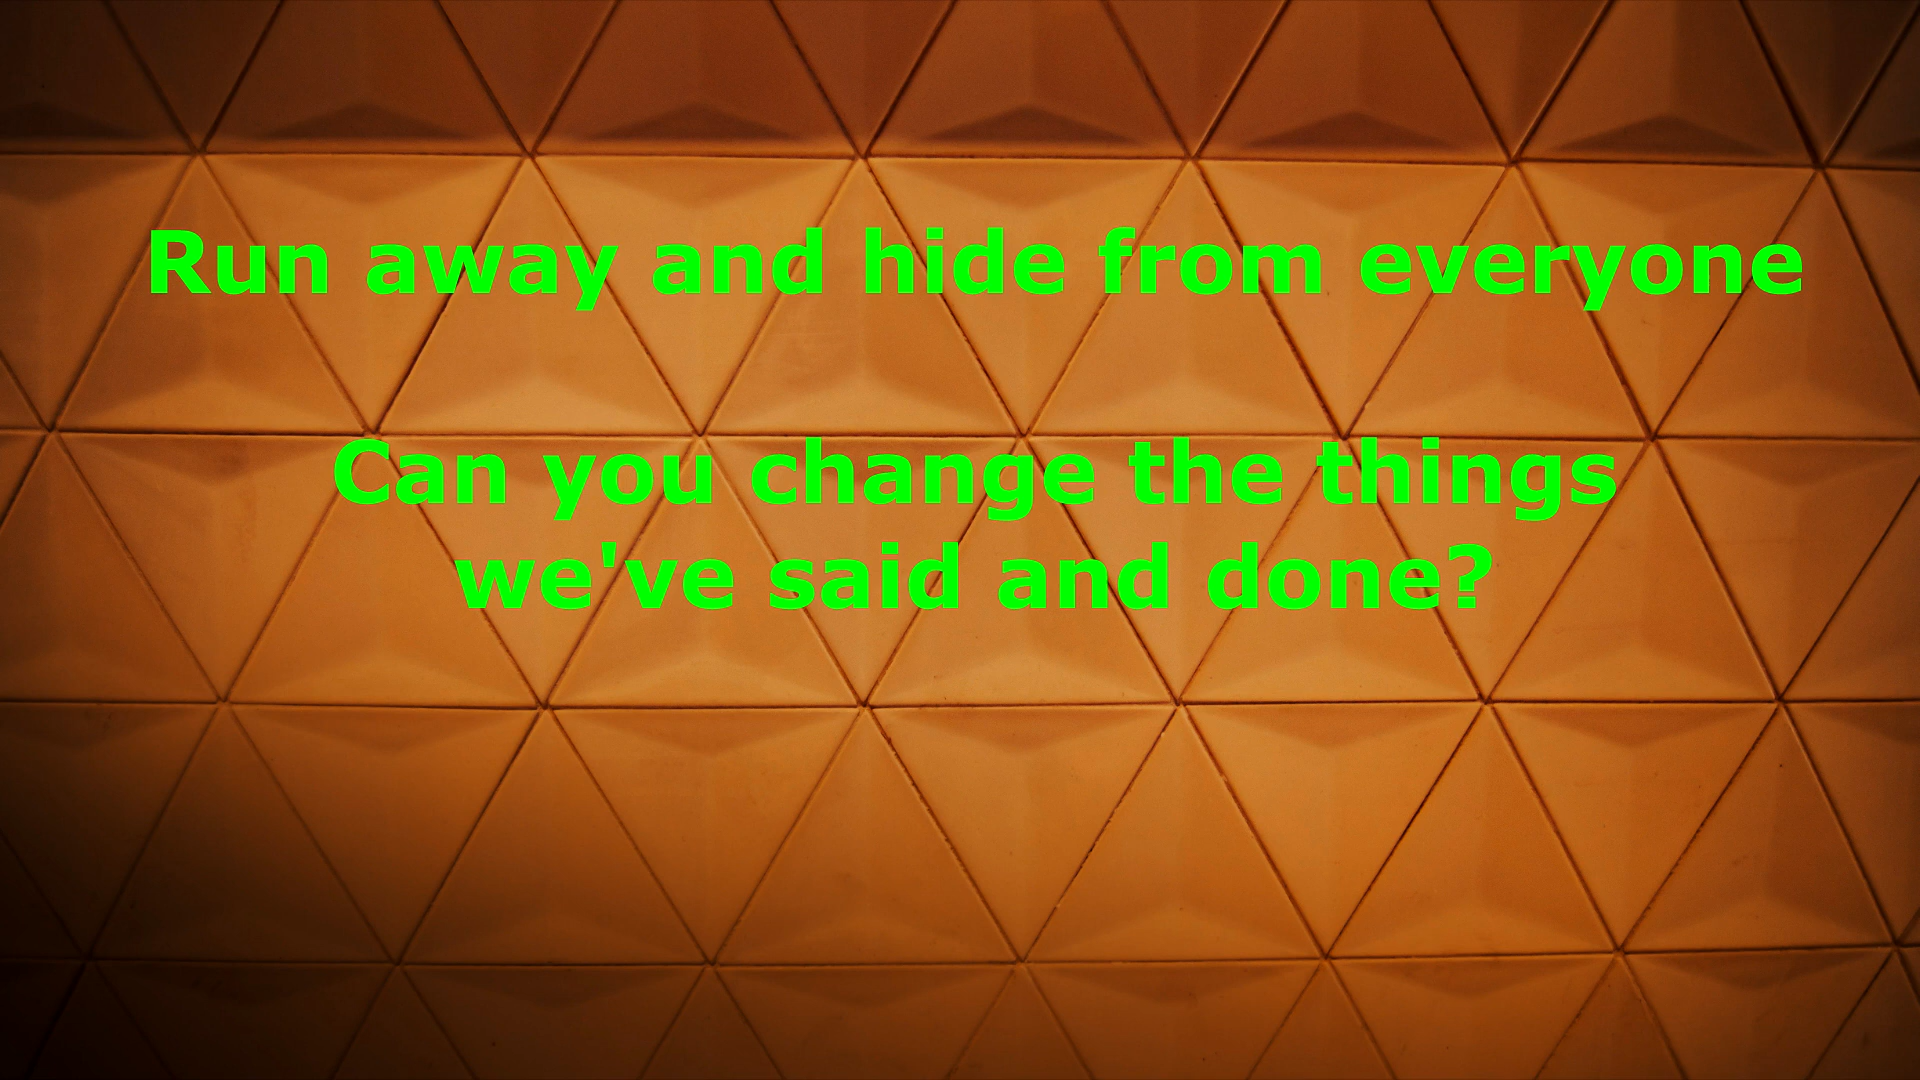 Run away and hide from everyone
Can you change the things
we've said and done?